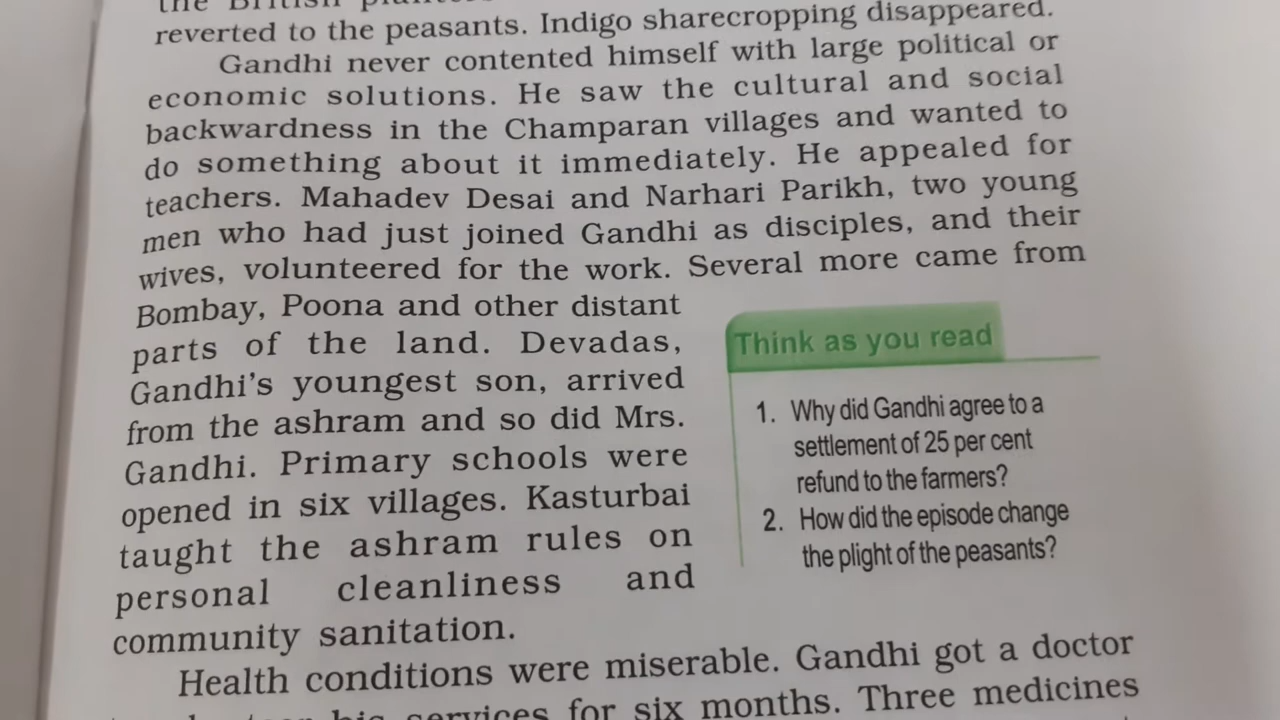 the British
reverted to the peasants. Indigo sharecropping disappeared.
Gandhi never contented himself with large political or
economic solutions. He saw the cultural and social
backwardness in the Champaran villages and wanted to
do something about it immediately. He appealed for
teachers. Mahadev Desai and Narhari Parikh, two young
men who had just joined Gandhi as disciples, and their
wives, volunteered for the work. Several more came from
Bombay, Poona and other distant
parts of the land. Devadas,
Gandhi's youngest son, arrived
from the ashram and so did Mrs.
Gandhi. Primary schools were
opened in six villages. Kasturbai
taught the ashram rules on
personal cleanliness and
community sanitation.
Think as you read
1. Why did Gandhi agree to a
settlement of 25 per cent
refund to the farmers?
2. How did the episode change
the plight of the peasants?
Health conditions were miserable. Gandhi got a doctor
his services for six months. Three medicines